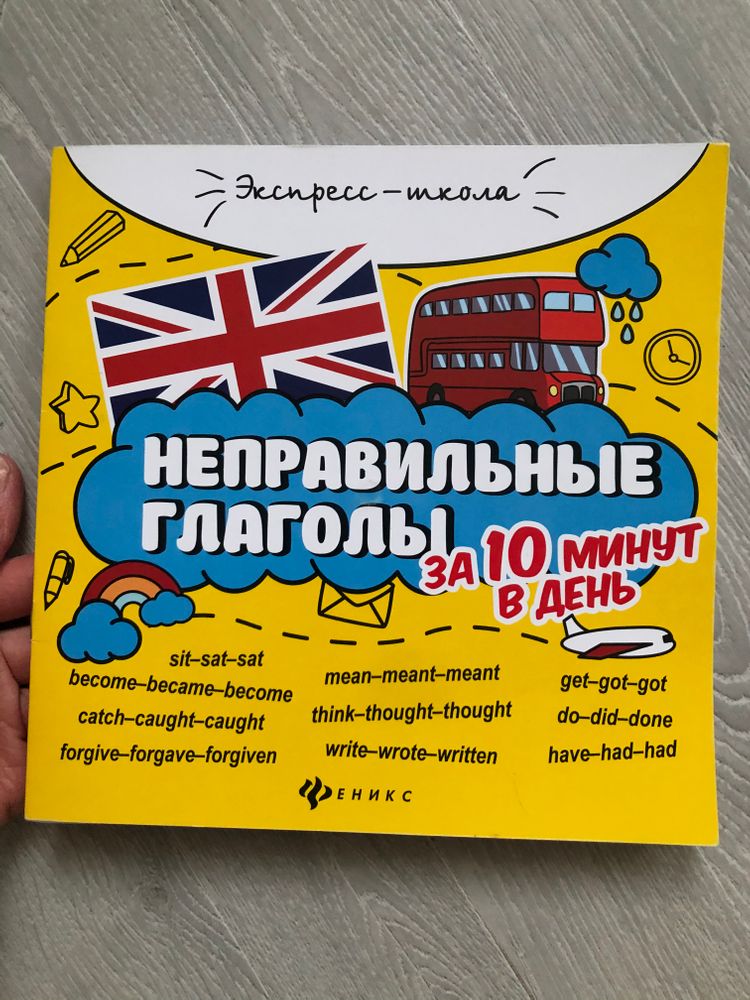 Экспресс – школа
НЕПРАВИЛЬНЫЕ
ГЛАГОЛЫ
ЗА 10 МИНУТ
В ДЕНЬ
sit–sat–sat
become–became–become
catch–caught–caught
forgive–forgave–forgiven
mean–meant–meant
think–thought–thought
write–wrote–written
get–got–got
do–did–done
have–had–had
ФЕНИКС